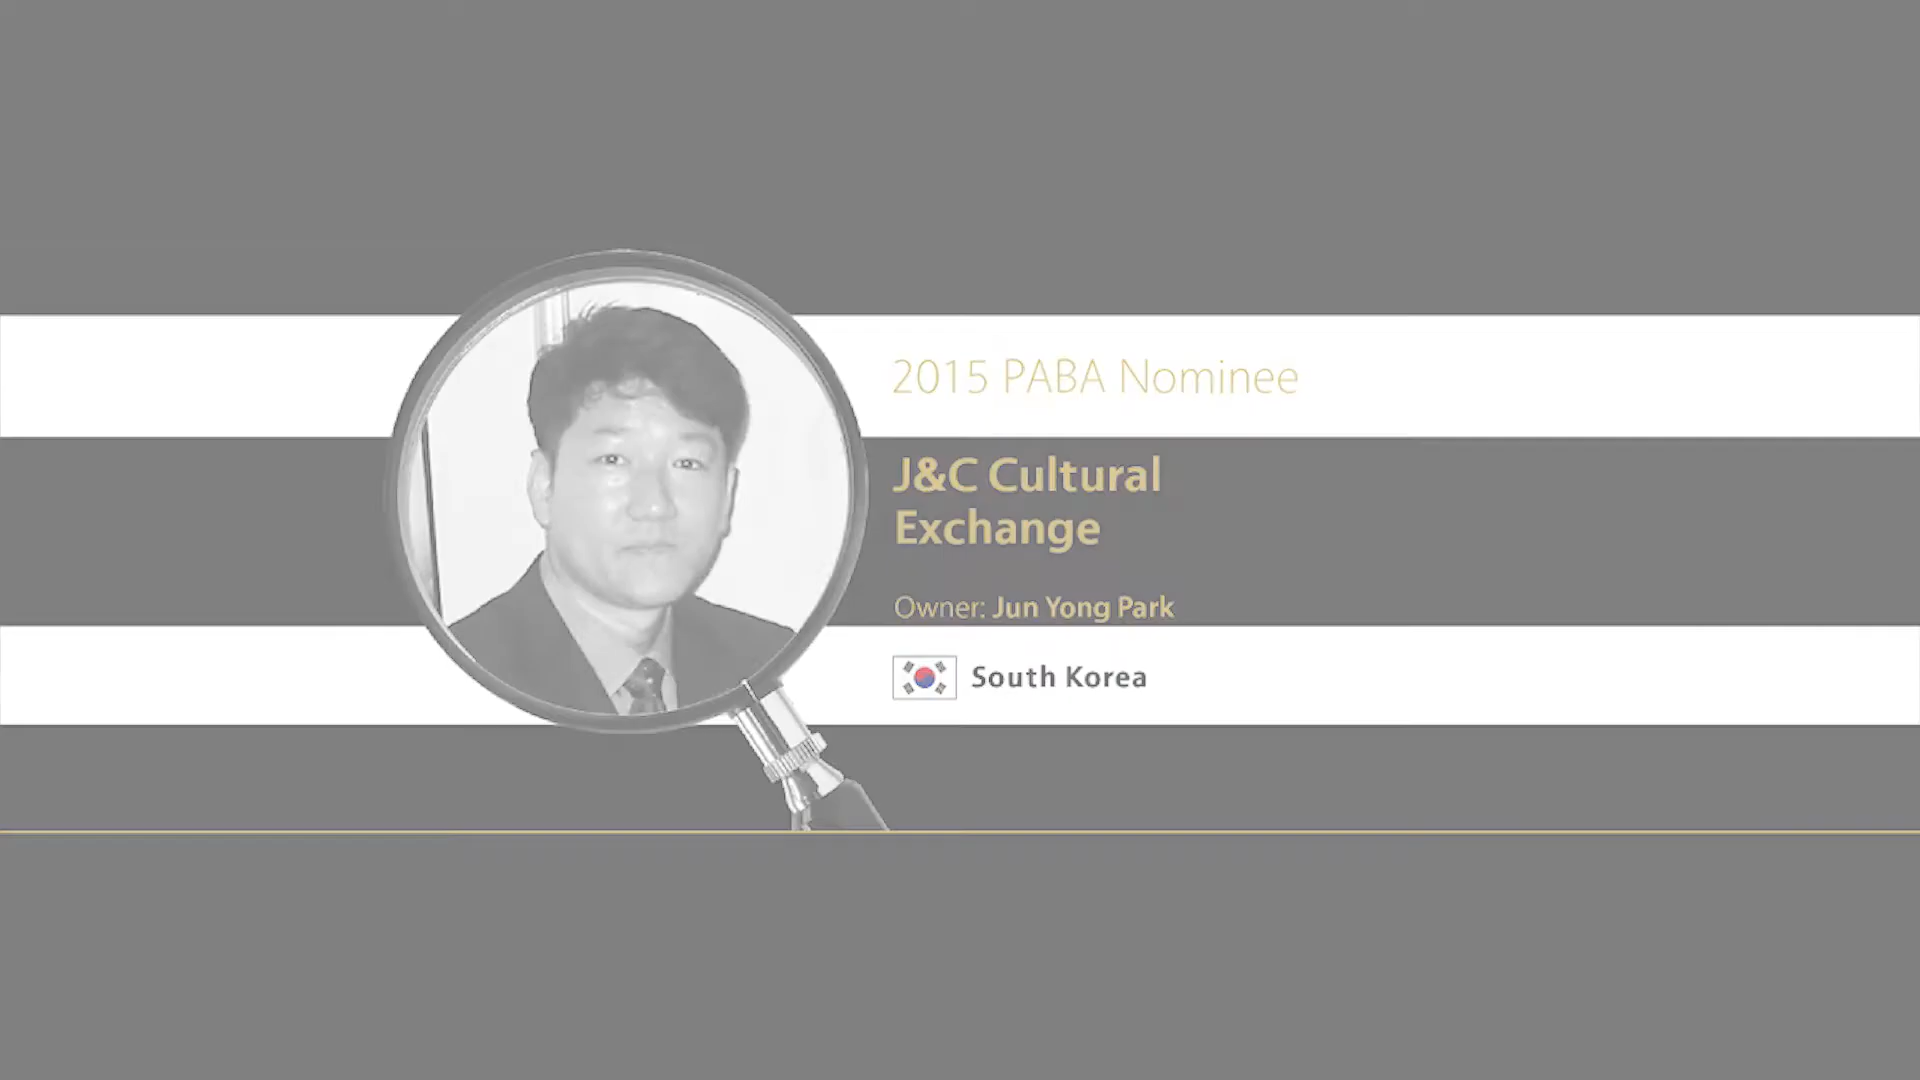 2015 PABA Nominee
J&C Cultural
Exchange
Owner: Jun Yong Park
South Korea